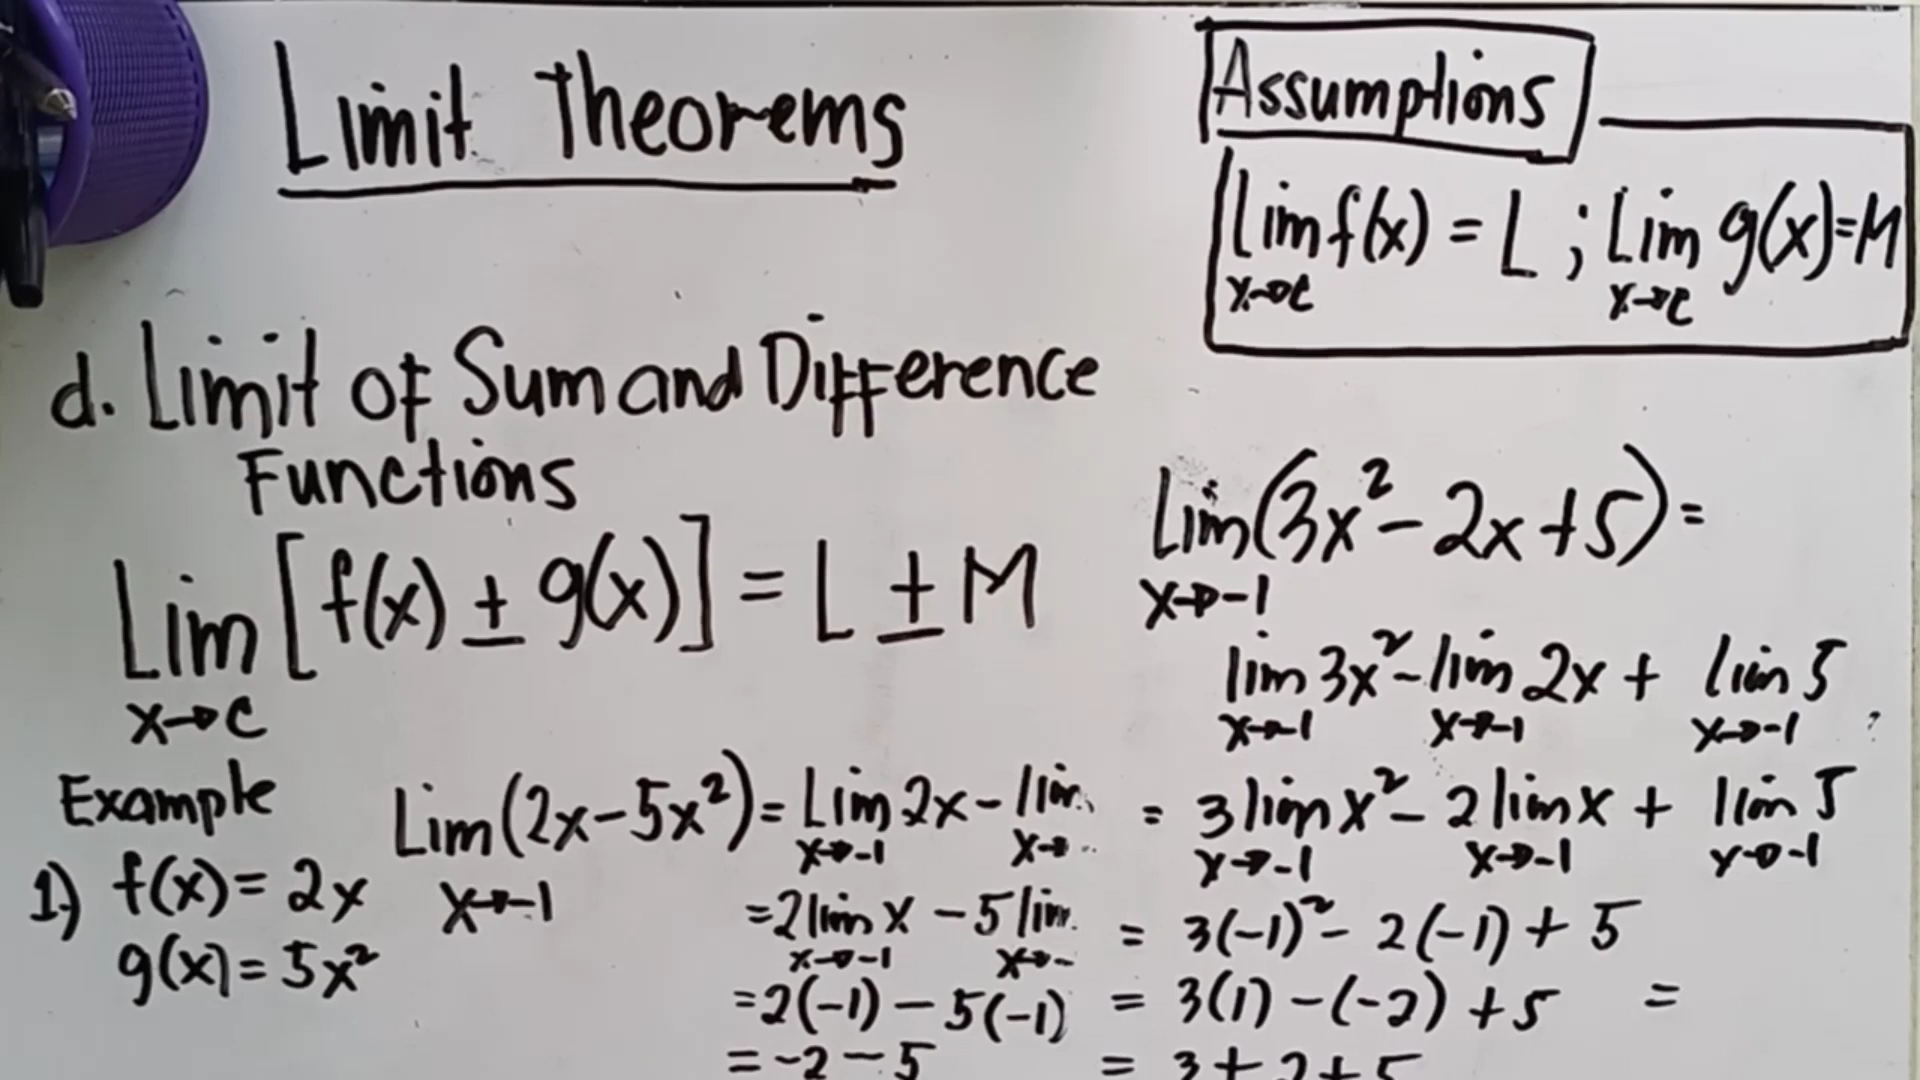 Limit Theorems
Assumptions
Lim f(x) = L ; Lim g(x) = M
x→c x→c
d. Limit of Sum and Difference
Functions
Lim [f(x) ± g(x)] = L ± M
x→c
Example
1) f(x) = 2x
g(x) = 5x²
Lim (2x - 5x²) = Lim 2x - lim
x→-1 x→-1 x→
= 2 lim x - 5 lim
x→-1 x→-
= 2(-1) - 5(-1)
= -2 - 5
Lim (3x² - 2x + 5) =
x→-1
lim 3x² - lim 2x + lim 5
x→-1 x→-1 x→-1
= 3 lim x² - 2 lim x + lim 5
x→-1 x→-1 x→-1
= 3(-1)² - 2(-1) + 5
= 3(1) - (-2) + 5 =
= 3 + 2 + 5